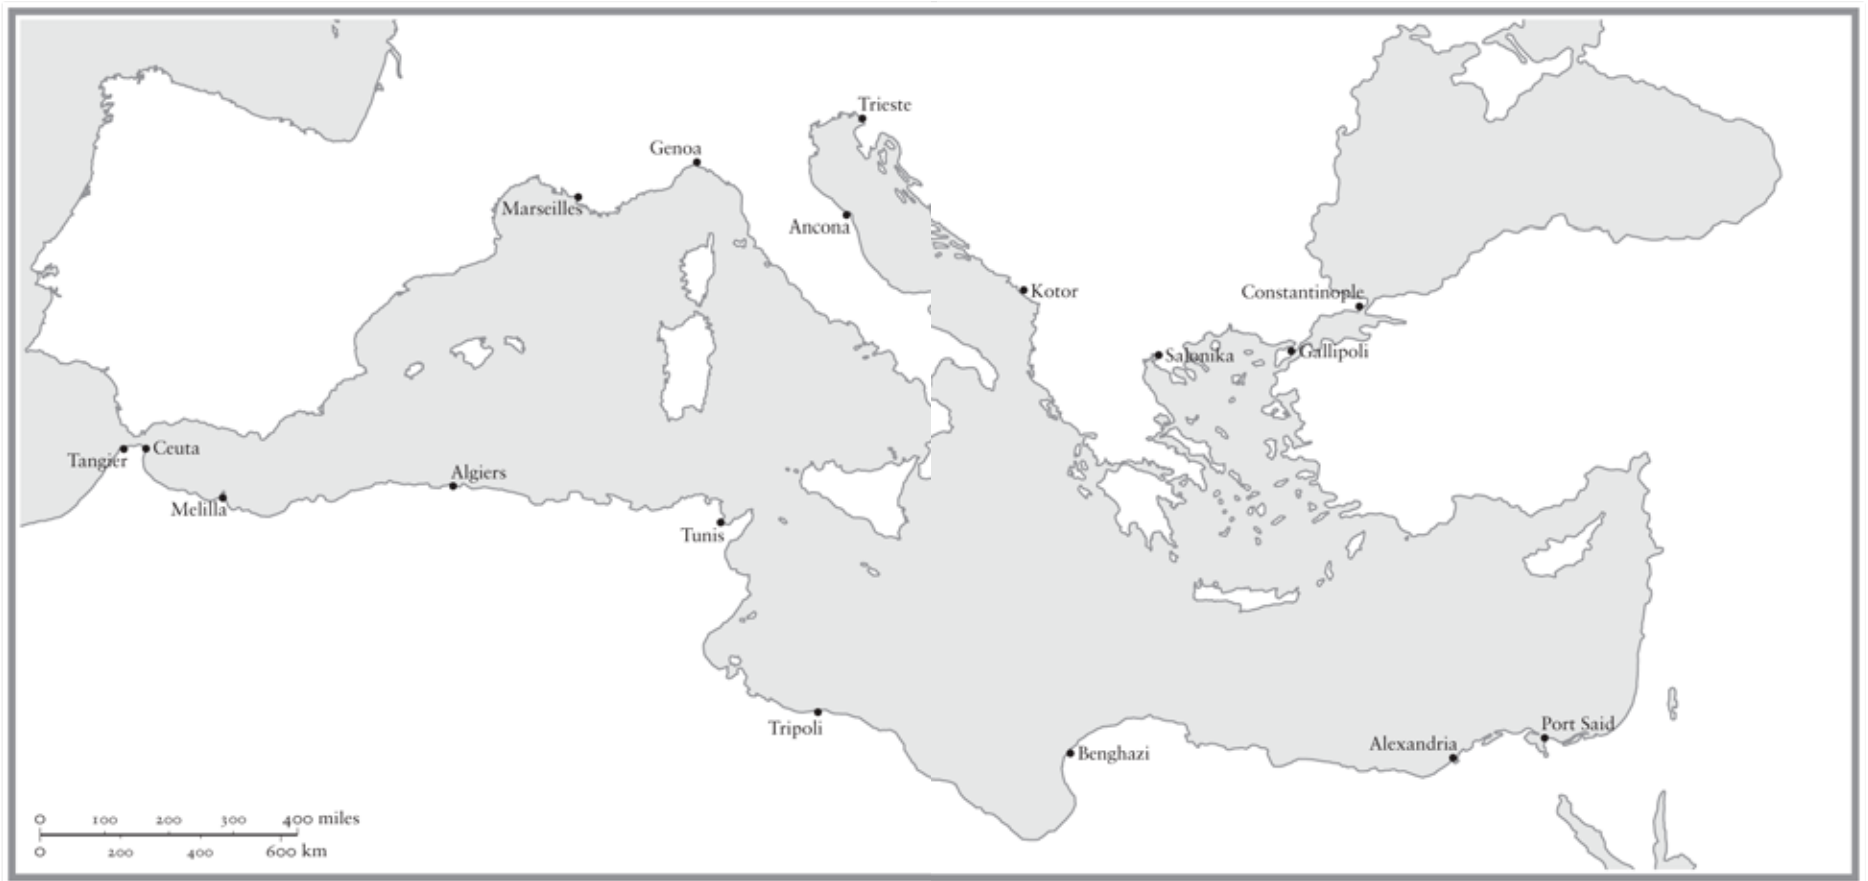 Trieste
Genoa
Marseilles
Ancona
Kotor
Constantinople
Salonika
Gallipoli
Tangier
Ceuta
Algiers
Melilla
Tunis
Tripoli
Benghazi
Alexandria
Port Said
0 100 200 300 400 miles
0 200 400 600 km